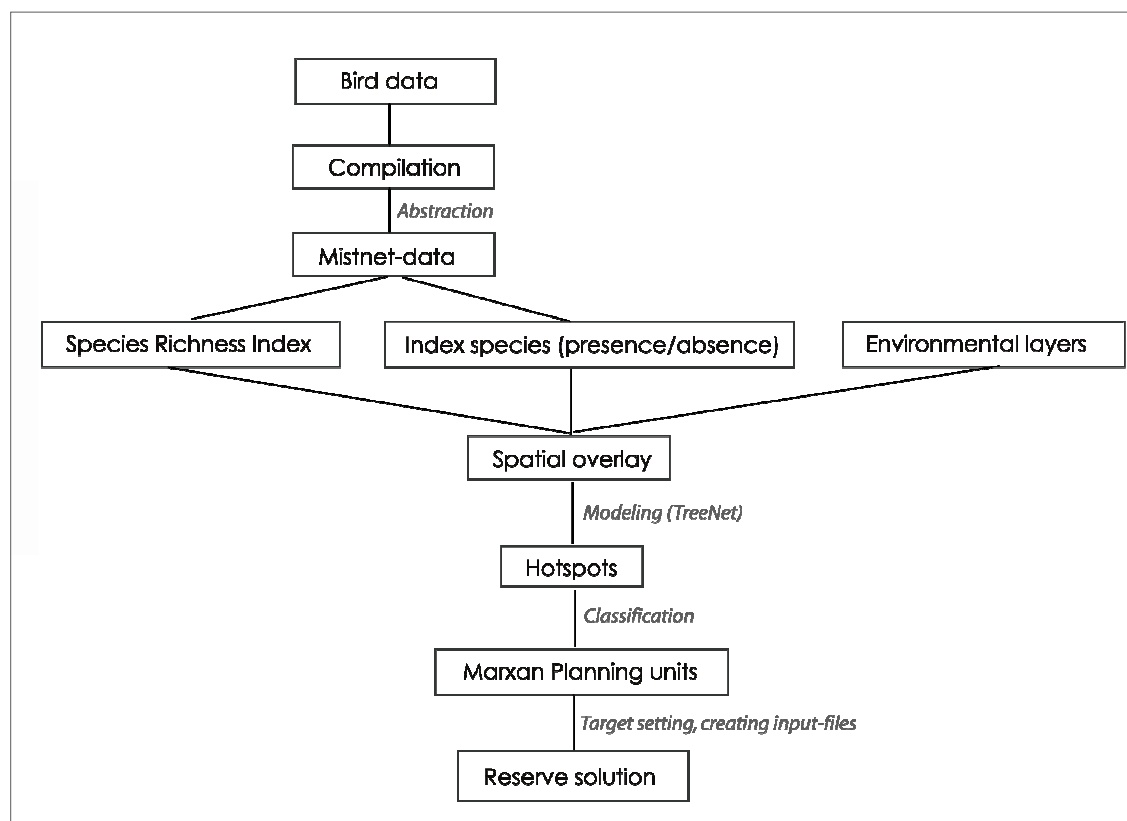 Bird data
Compilation
Abstraction
Mistnet-data
Species Richness Index
Index species (presence/absence)
Environmental layers
Spatial overlay
Modeling (TreeNet)
Hotspots
Classification
Marxan Planning units
Target setting, creating input-files
Reserve solution